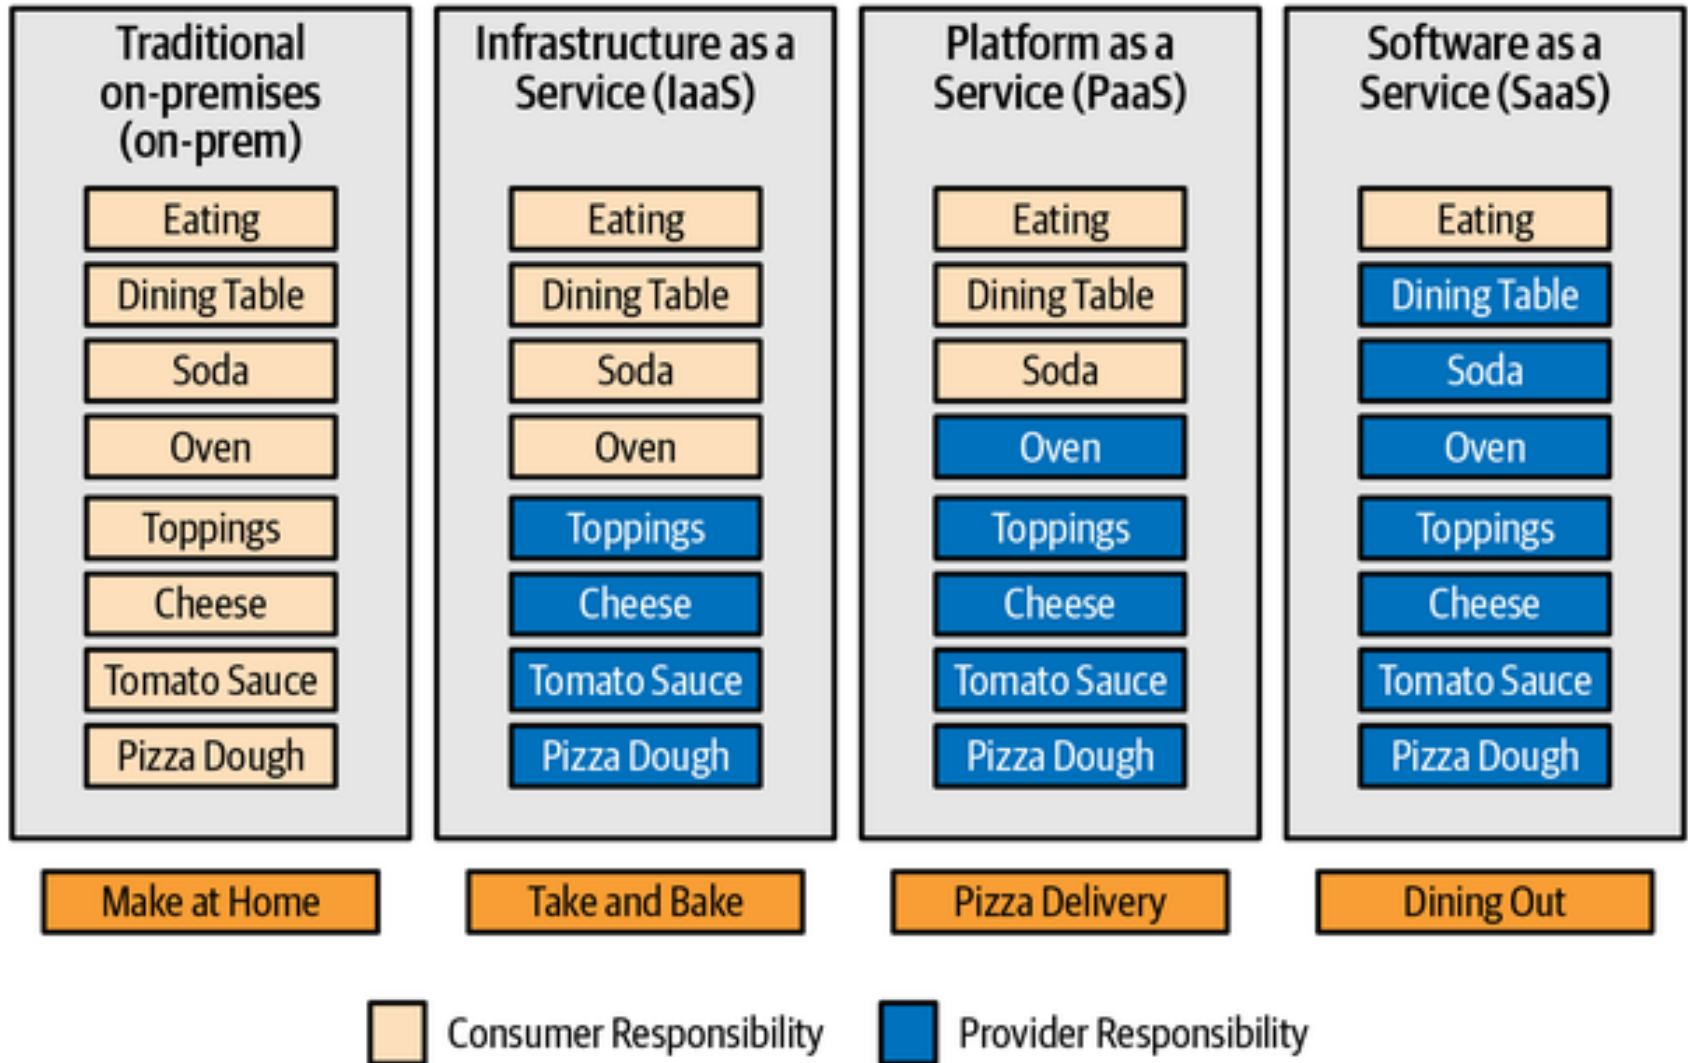 Traditional
on-premises
(on-prem)
Eating
Dining Table
Soda
Oven
Toppings
Cheese
Tomato Sauce
Pizza Dough
Make at Home
Infrastructure as a
Service (IaaS)
Eating
Dining Table
Soda
Oven
Toppings
Cheese
Tomato Sauce
Pizza Dough
Take and Bake
Platform as a
Service (PaaS)
Eating
Dining Table
Soda
Oven
Toppings
Cheese
Tomato Sauce
Pizza Dough
Pizza Delivery
Software as a
Service (SaaS)
Eating
Dining Table
Soda
Oven
Toppings
Cheese
Tomato Sauce
Pizza Dough
Dining Out
Consumer Responsibility
Provider Responsibility